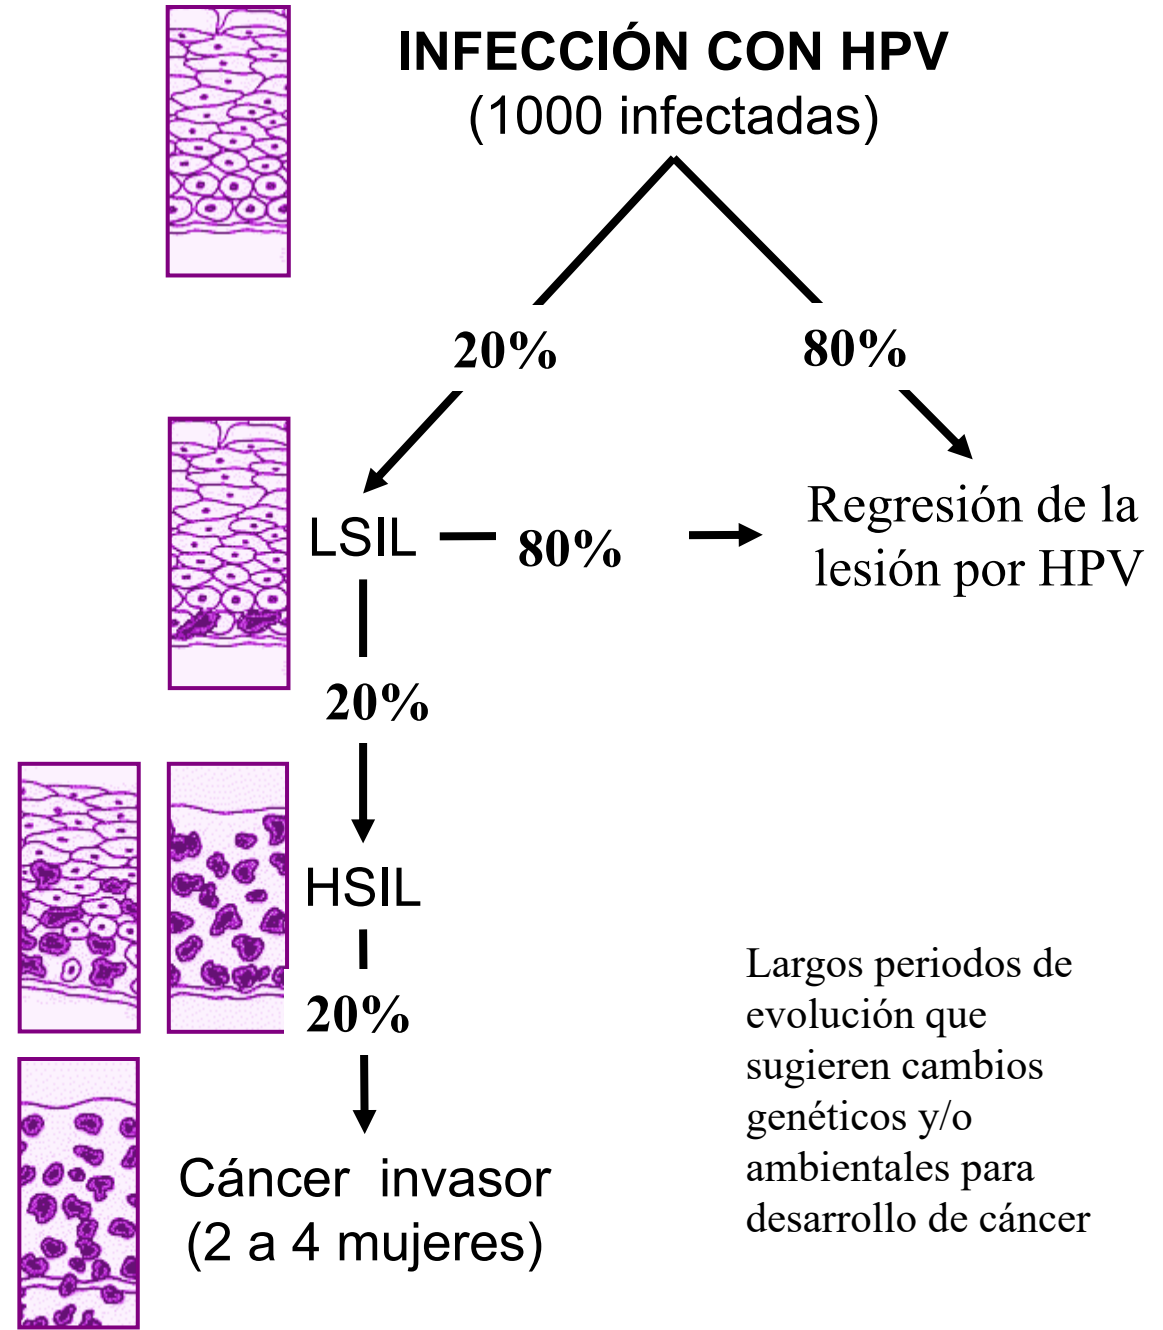 INFECCIÓN CON HPV
(1000 infectadas)
20%
80%
LSIL
80%
Regresión de la
lesión por HPV
20%
HSIL
20%
Cáncer invasor
(2 a 4 mujeres)
Largos periodos de
evolución que
sugieren cambios
genéticos y/o
ambientales para
desarrollo de cáncer